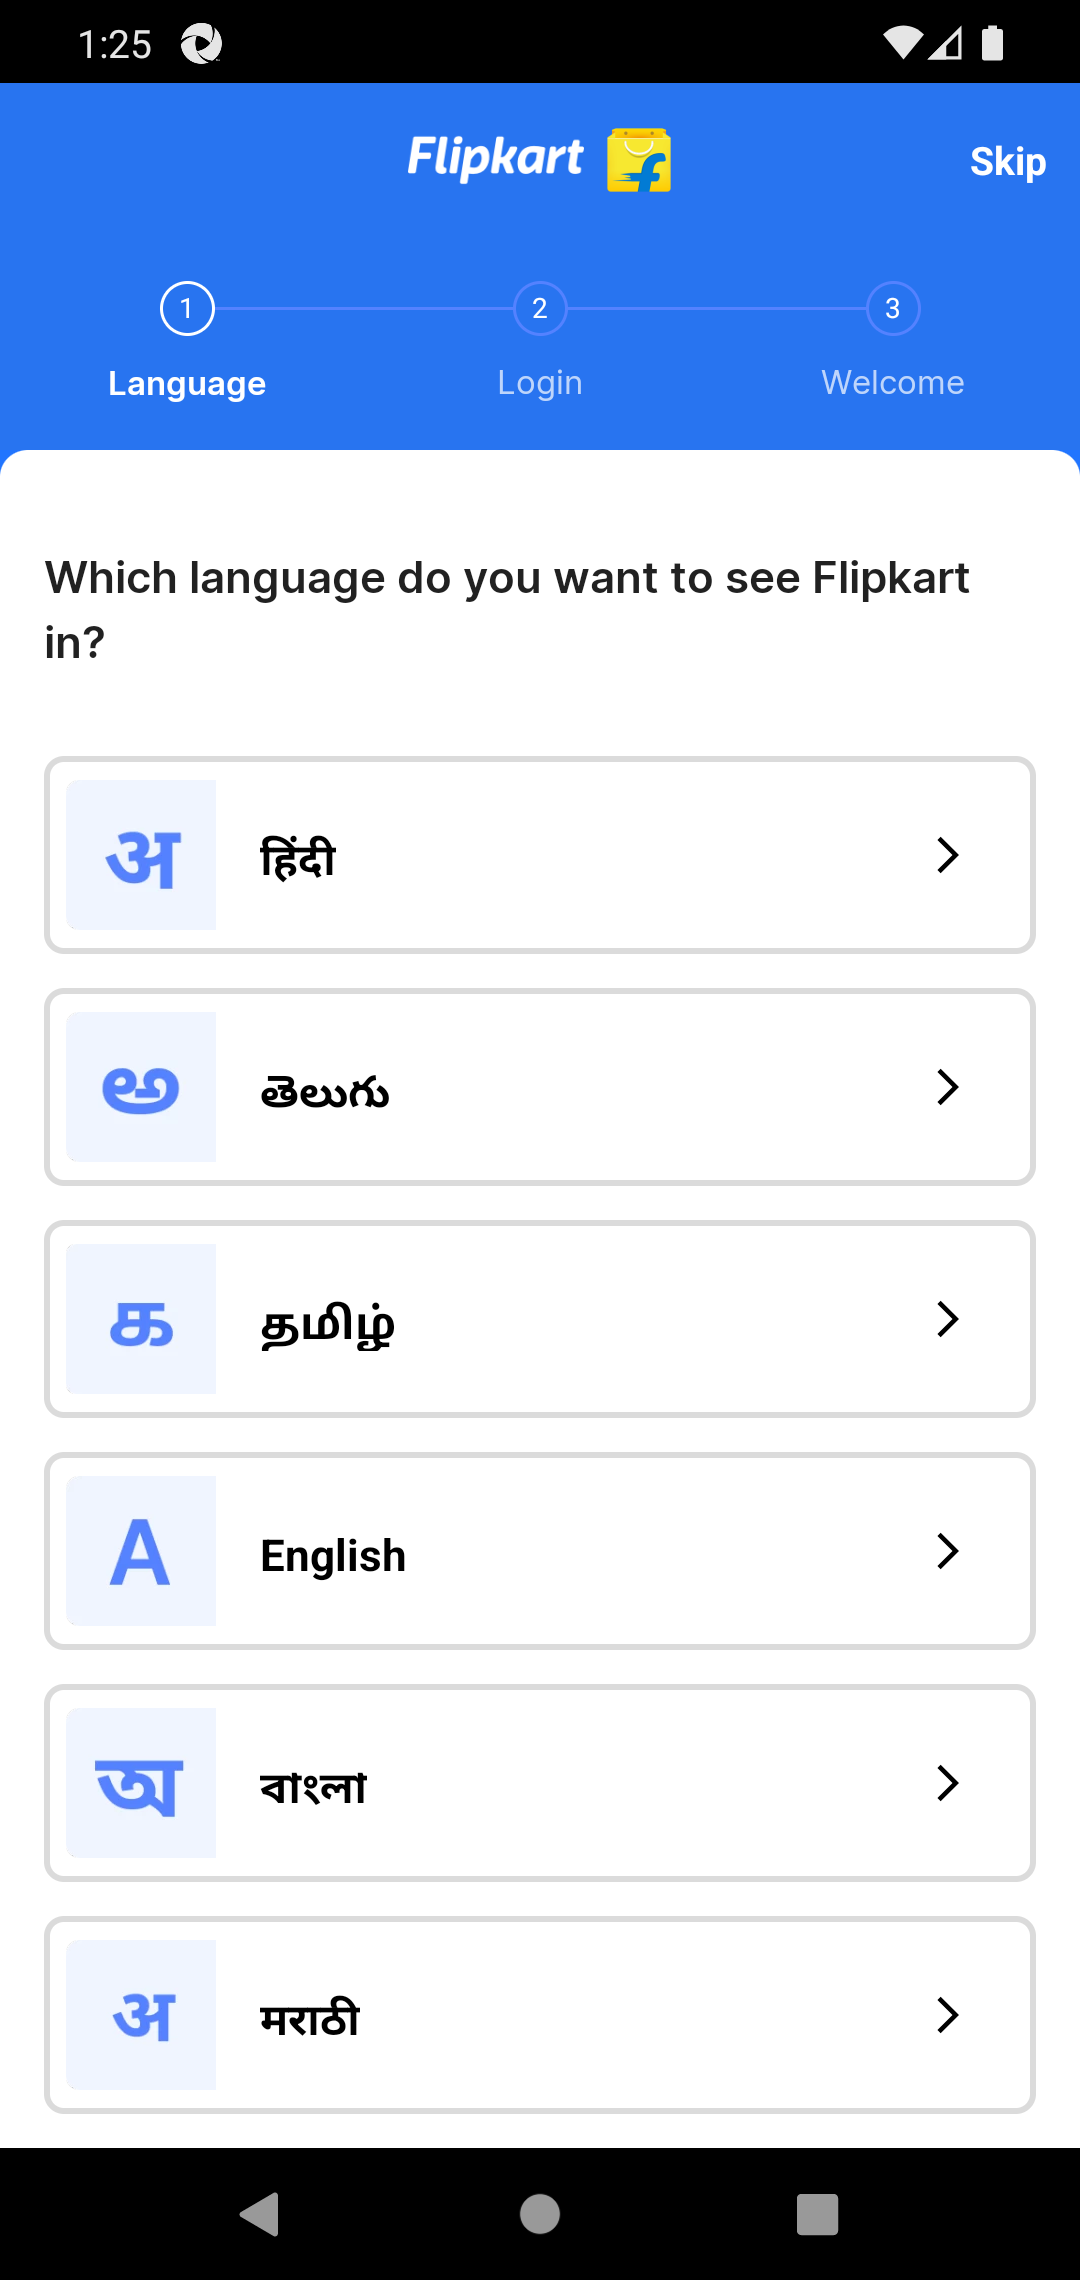 1:25
Flipkart
Skip
1 2 3
Language Login Welcome
Which language do you want to see Flipkart
in?
अ हिंदी
అ తెలుగు
க தமிழ்
A English
অ বাংলা
अ मराठी